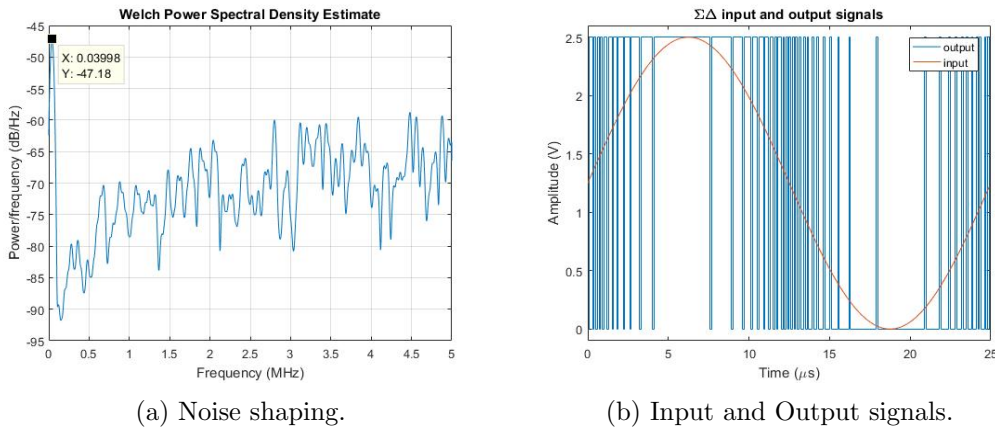 Welch Power Spectral Density Estimate
-45
-50
-55
-60
-65
-70
-75
-80
-85
-90
-95
Power/frequency (dB/Hz)
X: 0.03998
Y: -47.18
0 0.5 1 1.5 2 2.5 3 3.5 4 4.5 5
Frequency (MHz)
(a) Noise shaping.
ΣΔ input and output signals
2.5
2
1.5
1
0.5
0
Amplitude (V)
output
input
0 5 10 15 20 25
Time (μs)
(b) Input and Output signals.